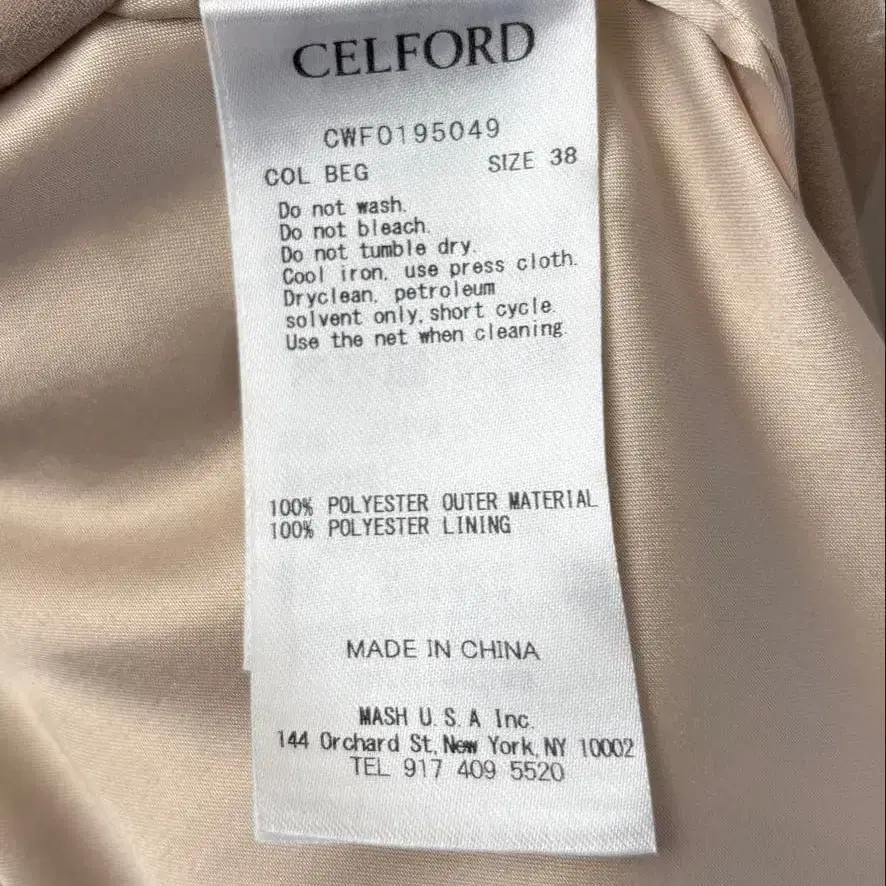 CELFORD
CWF0195049
COL BEG SIZE 38
Do not wash.
Do not bleach.
Do not tumble dry.
Cool iron, use press cloth.
Dryclean, petroleum
solvent only, short cycle.
Use the net when cleaning
100% POLYESTER OUTER MATERIAL
100% POLYESTER LINING
MADE IN CHINA
MASH U.S.A Inc.
144 Orchard St, New York, NY 10002
TEL 917 409 5520